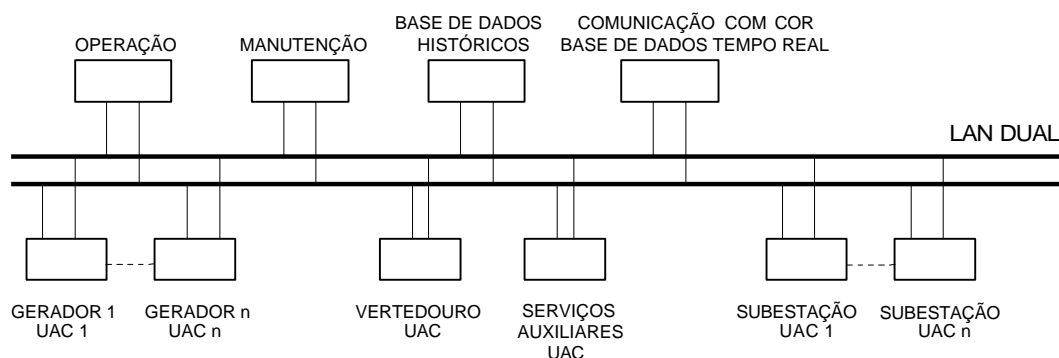 OPERAÇÃO
MANUTENÇÃO
BASE DE DADOS
HISTÓRICOS
COMUNICAÇÃO COM COR
BASE DE DADOS TEMPO REAL
LAN DUAL
GERADOR 1
UAC 1
GERADOR n
UAC n
VERTEDOURO
UAC
SERVIÇOS
AUXILIARES
UAC
SUBESTAÇÃO
UAC 1
SUBESTAÇÃO
UAC n